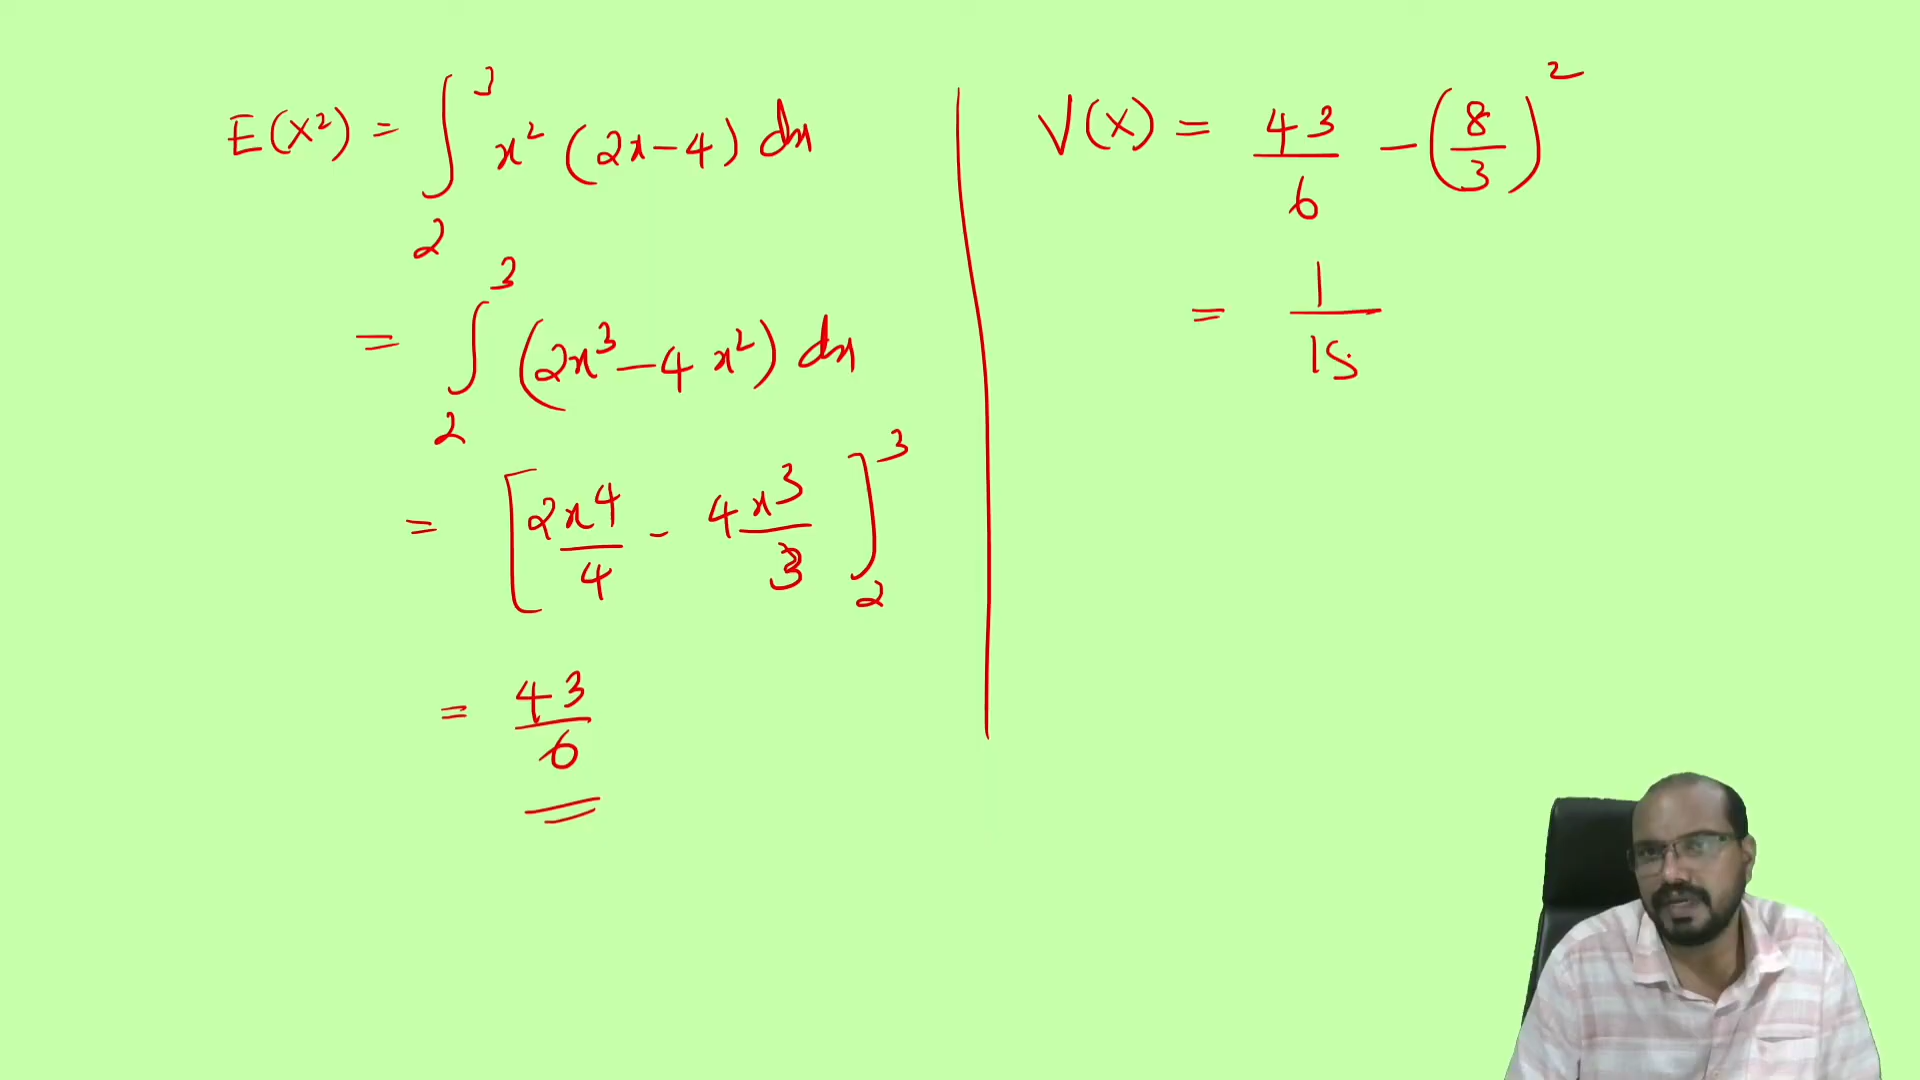 E(X²) = ∫₂³ x² (2x-4) dx
= ∫₂³ (2x³-4x²) dx
= [2x⁴/4 - 4x³/3]₂³
= 43/6
V(X) = 43/6 - (8/3)²
= 1/15